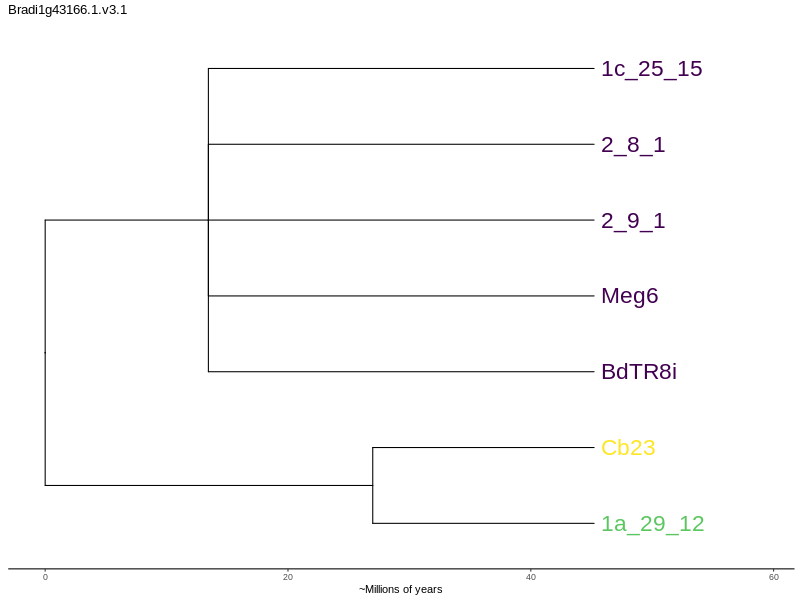 Bradi1g43166.1.v3.1
1c_25_15
2_8_1
2_9_1
Meg6
BdTR8i
Cb23
1a_29_12
0 20 40 60
~Millions of years